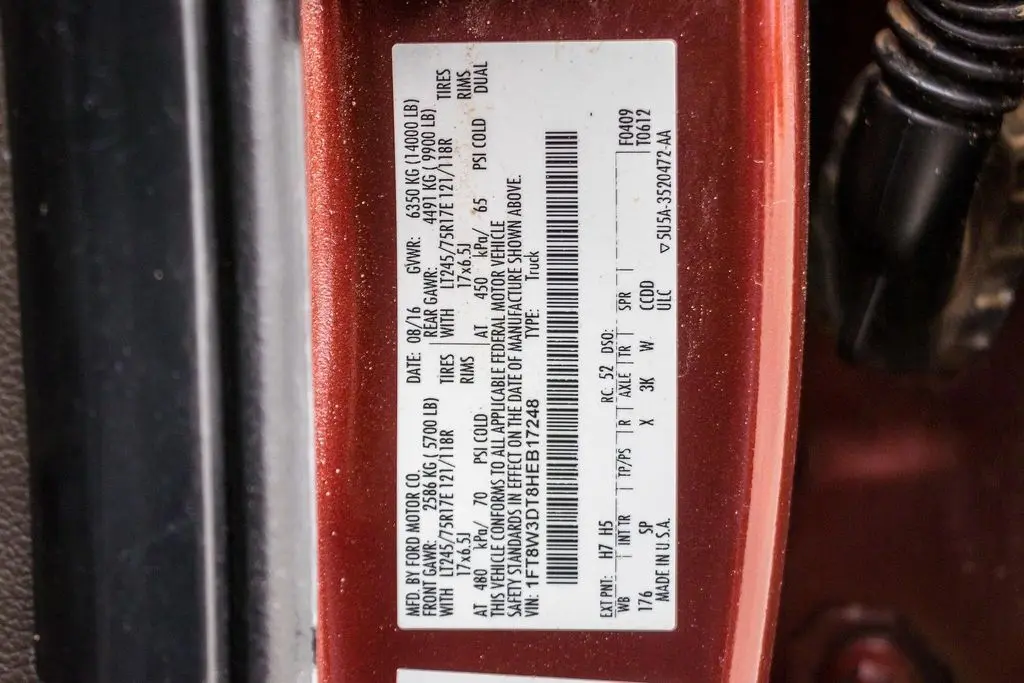 MFD. BY FORD MOTOR CO. DATE: 08/16 GVWR: 6350 KG (14000 LB)
FRONT GAWR: 2586 KG ( 5700 LB) REAR GAWR: 4491 KG ( 9900 LB)
WITH LT245/75R17E 121/118R TIRES WITH LT245/75R17E 121/118R TIRES
17x6.5J RIMS 17x6.5J RIMS
AT 480 kPa/ 70 PSI COLD AT 450 kPa/ 65 PSI COLD DUAL
THIS VEHICLE CONFORMS TO ALL APPLICABLE FEDERAL MOTOR VEHICLE
SAFETY STANDARDS IN EFFECT ON THE DATE OF MANUFACTURE SHOWN ABOVE.
VIN: 1FT8W3DT8HEB17248 TYPE: Truck
EXT PNT: H7 H5 RC: 52 DSO: F0409
WB INT TR TP/PS R AXLE TR SPR T0612
176 SP X 3K W CCDD
MADE IN U.S.A. ULC
▽ 5U5A-3520472-AA